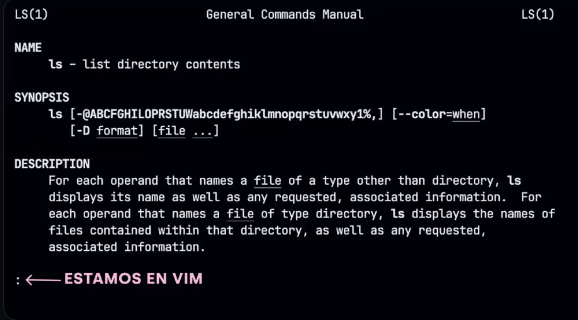 LS(1) General Commands Manual LS(1)
NAME
ls – list directory contents
SYNOPSIS
ls [-@ABCFGHILOPRSTUWabcdefghiklmnopqrstuvwxy1%,] [--color=when]
[-D format] [file ...]
DESCRIPTION
For each operand that names a file of a type other than directory, ls
displays its name as well as any requested, associated information. For
each operand that names a file of type directory, ls displays the names of
files contained within that directory, as well as any requested,
associated information.
: ESTAMOS EN VIM